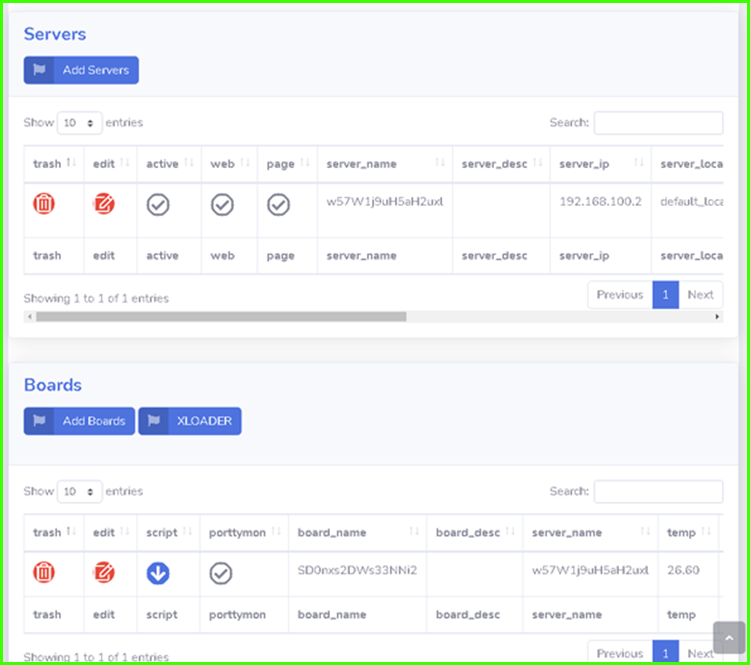 Servers
Add Servers
Show 10 entries Search:
trash edit active web page server_name server_desc server_ip server_loca
w57W1j9uH5aH2uxl 192.168.100.2 default_loca
trash edit active web page server_name server_desc server_ip server_loca
Showing 1 to 1 of 1 entries Previous 1 Next
Boards
Add Boards XLOADER
Show 10 entries Search:
trash edit script porttymon board_name board_desc server_name temp
SD0nxs2DWs33NNi2 w57W1j9uH5aH2uxl 26.60
trash edit script porttymon board_name board_desc server_name temp
Showing 1 to 1 of 1 entries Previous 1 Next